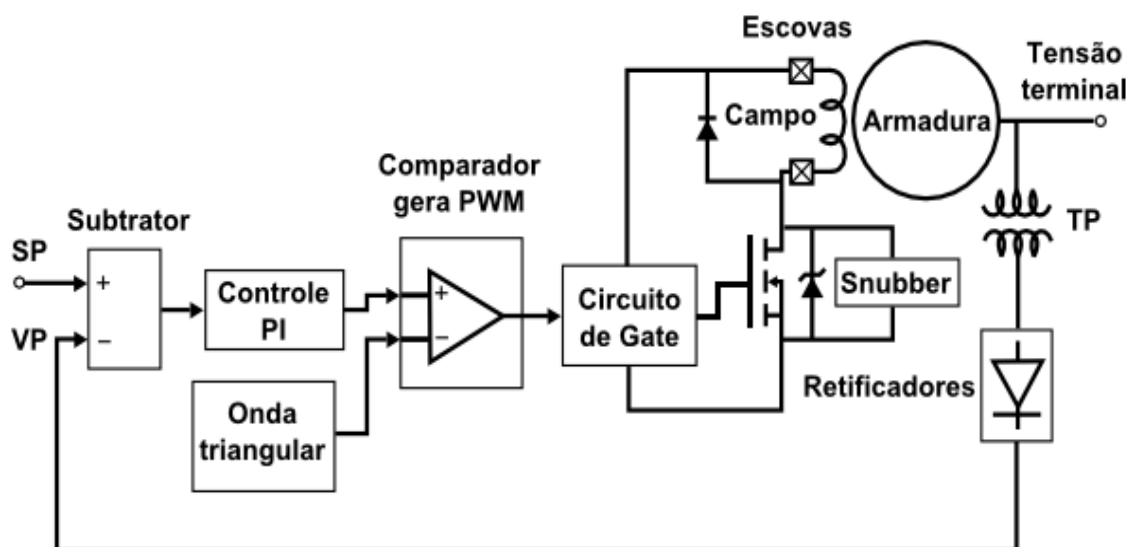 Escovas
Tensão
terminal
Campo
Armadura
Comparador
gera PWM
Subtrator
TP
SP
+
Controle
PI
+
Circuito
de Gate
Snubber
VP
−
−
Retificadores
Onda
triangular